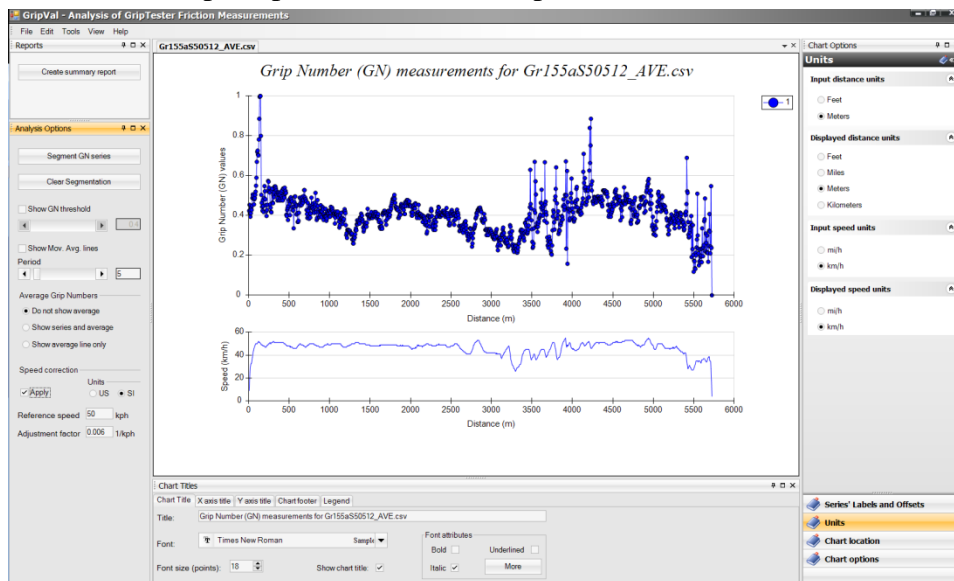 GripVal - Analysis of GripTester Friction Measurements
File Edit Tools View Help
Reports
Create summary report
Analysis Options
Segment GN series
Clear Segmentation
Show GN threshold
Show Mov. Avg. lines
Period
5
Average Grip Numbers
Do not show average
Show series and average
Show average line only
Speed correction
Units
Apply
US
SI
Reference speed 50 kph
Adjustment factor 0.006 1/kph
Gr155aS50512_AVE.csv
Grip Number (GN) measurements for Gr155aS50512_AVE.csv
1
Grip Number (GN) values
1
0.8
0.6
0.4
0.2
0
0 500 1000 1500 2000 2500 3000 3500 4000 4500 5000 5500 6000
Distance (m)
Speed (km/h)
60
40
20
0
0 500 1000 1500 2000 2500 3000 3500 4000 4500 5000 5500 6000
Distance (m)
Chart Titles
Chart Title X axis title Y axis title Chart footer Legend
Title: Grip Number (GN) measurements for Gr155aS50512_AVE.csv
Font: Times New Roman Sample
Font size (points): 18
Show chart title:
Font attributes
Bold
Underlined
Italic
More
Chart Options
Units
Input distance units
Feet
Meters
Displayed distance units
Feet
Miles
Meters
Kilometers
Input speed units
mi/h
km/h
Displayed speed units
mi/h
km/h
Series' Labels and Offsets
Units
Chart location
Chart options